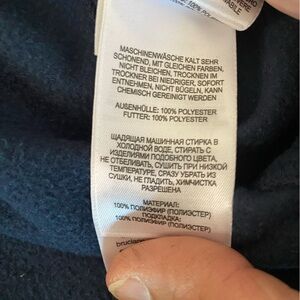 100% POLYE
MASCHINENWÄSCHE KALT SEHR
SCHONEND, MIT GLEICHEN FARBEN,
NICHT BLEICHEN, TROCKNEN IM
TROCKNER BEI NIEDRIGER, SOFORT
ENTNEHMEN, NICHT BÜGELN, KANN
CHEMISCH GEREINIGT WERDEN
AUßENHÜLLE: 100% POLYESTER
FUTTER: 100% POLYESTER
ЩАДЯЩАЯ МАШИННАЯ СТИРКА В
ХОЛОДНОЙ ВОДЕ, СТИРАТЬ С
ИЗДЕЛИЯМИ ПОДОБНОГО ЦВЕТА,
НЕ ОТБЕЛИВАТЬ, СУШИТЬ ПРИ НИЗКОЙ
ТЕМПЕРАТУРЕ, СРАЗУ УБРАТЬ ИЗ
СУШКИ, НЕ ГЛАДИТЬ, ХИМЧИСТКА
РАЗРЕШЕНА
МАТЕРИАЛ:
100% ПОЛИЭФИР (ПОЛИЭСТЕР)
ПОДКЛАДКА:
100% ПОЛИЭФИР (ПОЛИЭСТЕР)